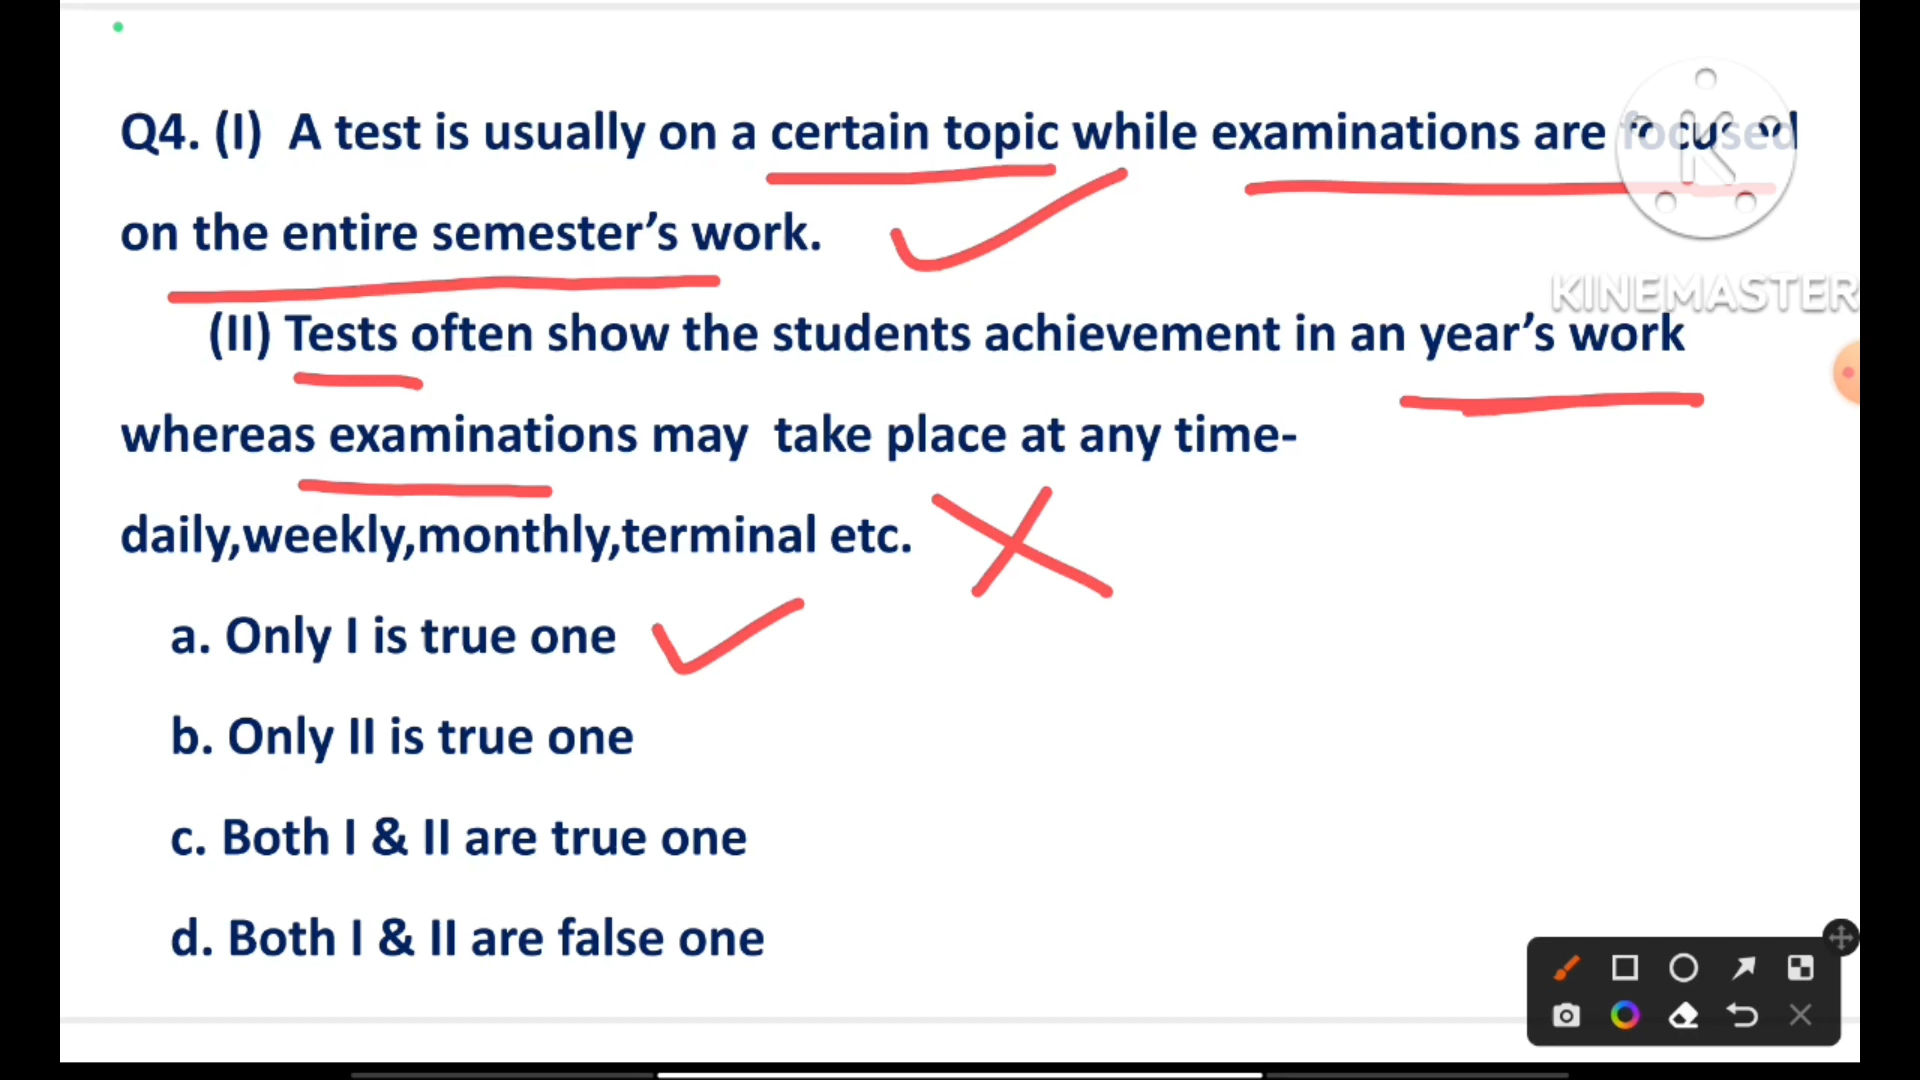 Q4. (I) A test is usually on a certain topic while examinations are focused
on the entire semester's work.
KINEMASTER
(II) Tests often show the students achievement in an year's work
whereas examinations may take place at any time-
daily,weekly,monthly,terminal etc.
a. Only I is true one
b. Only II is true one
c. Both I & II are true one
d. Both I & II are false one